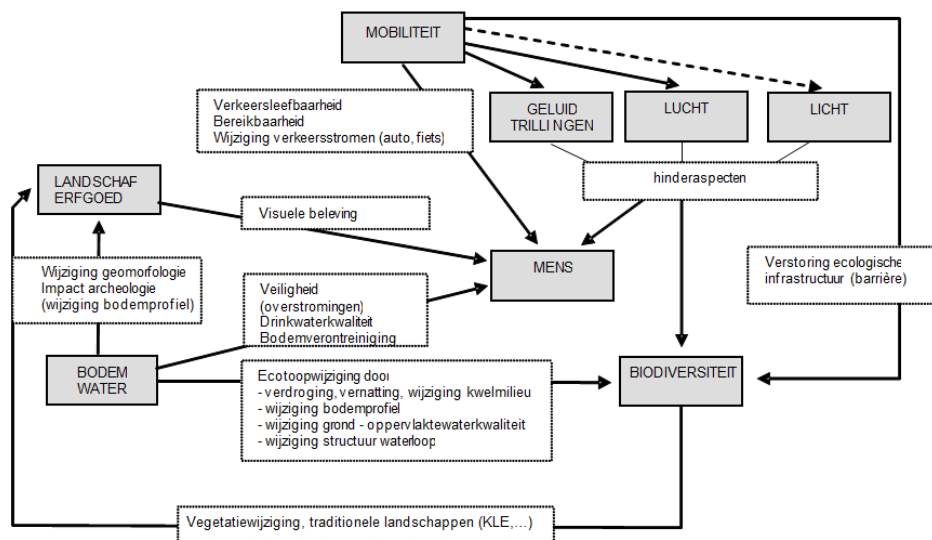 MOBILITEIT
Verkeersleefbaarheid
Bereikbaarheid
Wijziging verkeersstromen (auto, fiets)
GELUID
TRILLINGEN
LUCHT
LICHT
hinderaspecten
LANDSCHAF
ERFGOED
Visuele beleving
Wijziging geomorfologie
Impact archeologie
(wijziging bodemprofiel)
MENS
Verstoring ecologische
infrastructuur (barrière)
Veiligheid
(overstromingen)
Drinkwaterkwaliteit
Bodemverontreiniging
BODEM
WATER
Ecotoopwijziging door
- verdroging, vernatting, wijziging kwelmilieu
- wijziging bodemprofiel
- wijziging grond - oppervlaktewaterkwaliteit
- wijziging structuur waterloop
BIODIVERSITEIT
Vegetatiewijziging, traditionele landschappen (KLE,…)